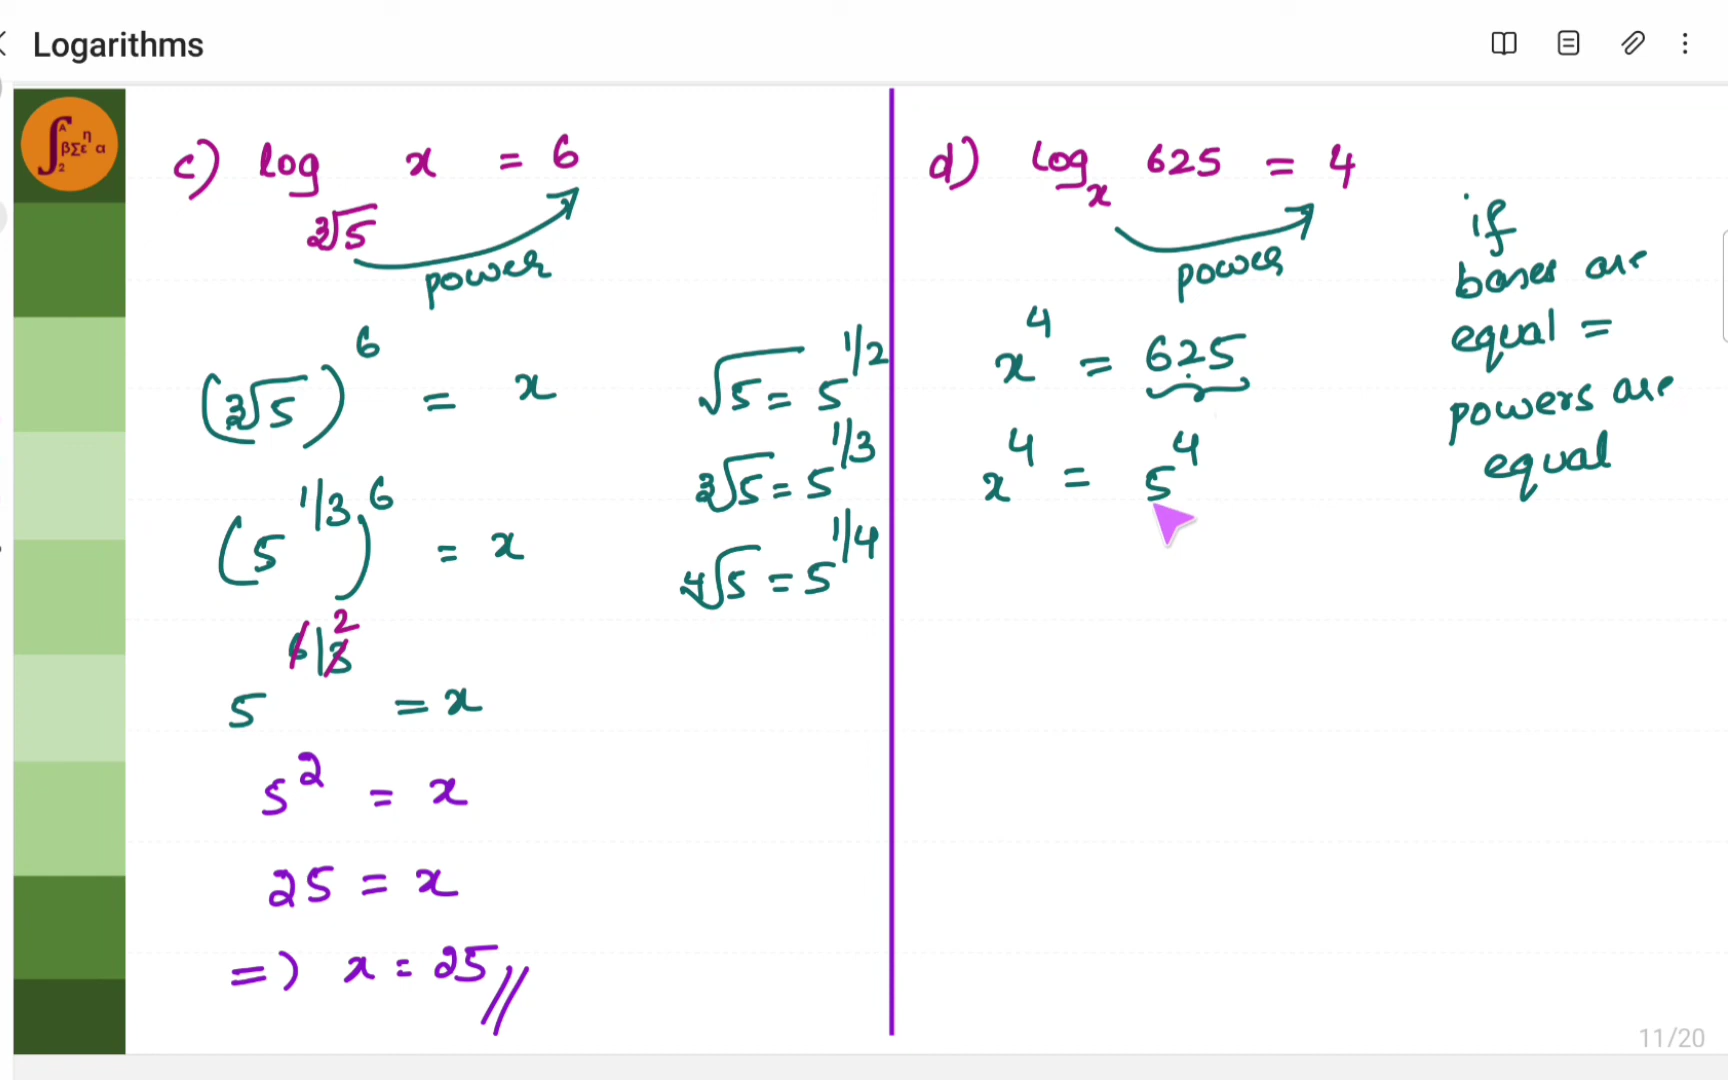 Logarithms
c) log_∛5 x = 6
power
(∛5)^6 = x
(5^1/3)^6 = x
5^6/3 = x
2
5^2 = x
25 = x
=) x = 25//
√5 = 5^1/2
∛5 = 5^1/3
∜5 = 5^1/4
d) log_x 625 = 4
power
x^4 = 625
x^4 = 5^4
if
bases are
equal =
powers are
equal
11/20